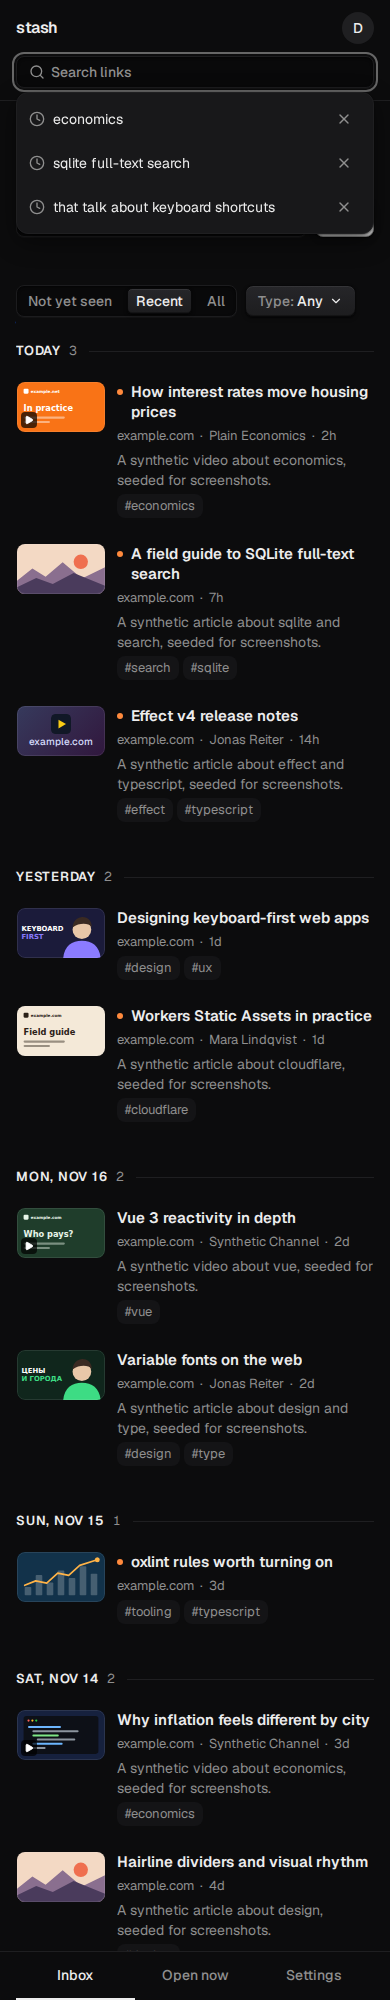 stash
D
Search links
economics
sqlite full-text search
that talk about keyboard shortcuts
Not yet seen
Recent
All
Type: Any
TODAY 3
example.net
In practice
How interest rates move housing
prices
example.com · Plain Economics · 2h
A synthetic video about economics,
seeded for screenshots.
#economics
A field guide to SQLite full-text
search
example.com · 7h
A synthetic article about sqlite and
search, seeded for screenshots.
#search #sqlite
example.com
Effect v4 release notes
example.com · Jonas Reiter · 14h
A synthetic article about effect and
typescript, seeded for screenshots.
#effect #typescript
YESTERDAY 2
KEYBOARD
FIRST
Designing keyboard-first web apps
example.com · 1d
#design #ux
example.com
Field guide
Workers Static Assets in practice
example.com · Mara Lindqvist · 1d
A synthetic article about cloudflare,
seeded for screenshots.
#cloudflare
MON, NOV 16 2
example.com
Who pays?
Vue 3 reactivity in depth
example.com · Synthetic Channel · 2d
A synthetic video about vue, seeded for
screenshots.
#vue
ЦЕНЫ
И ГОРОДА
Variable fonts on the web
example.com · Jonas Reiter · 2d
A synthetic article about design and
type, seeded for screenshots.
#design #type
SUN, NOV 15 1
oxlint rules worth turning on
example.com · 3d
#tooling #typescript
SAT, NOV 14 2
Why inflation feels different by city
example.com · Synthetic Channel · 3d
A synthetic video about economics,
seeded for screenshots.
#economics
Hairline dividers and visual rhythm
example.com · 4d
A synthetic article about design,
seeded for screenshots.
Inbox
Open now
Settings